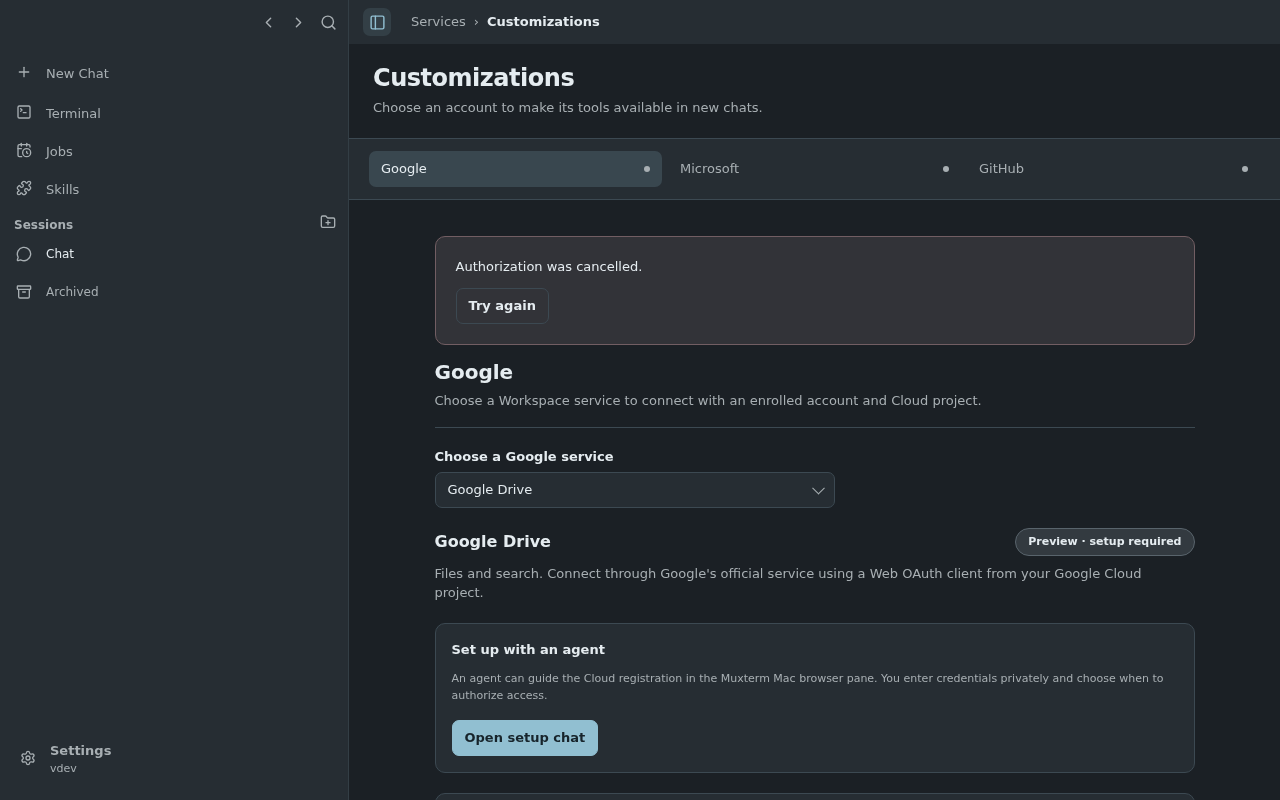 Services › Customizations
New Chat
Terminal
Jobs
Skills
Sessions
Chat
Archived
Settings
vdev
Customizations
Choose an account to make its tools available in new chats.
Google
Microsoft
GitHub
Authorization was cancelled.
Try again
Google
Choose a Workspace service to connect with an enrolled account and Cloud project.
Choose a Google service
Google Drive
Google Drive
Preview · setup required
Files and search. Connect through Google's official service using a Web OAuth client from your Google Cloud
project.
Set up with an agent
An agent can guide the Cloud registration in the Muxterm Mac browser pane. You enter credentials privately and choose when to
authorize access.
Open setup chat